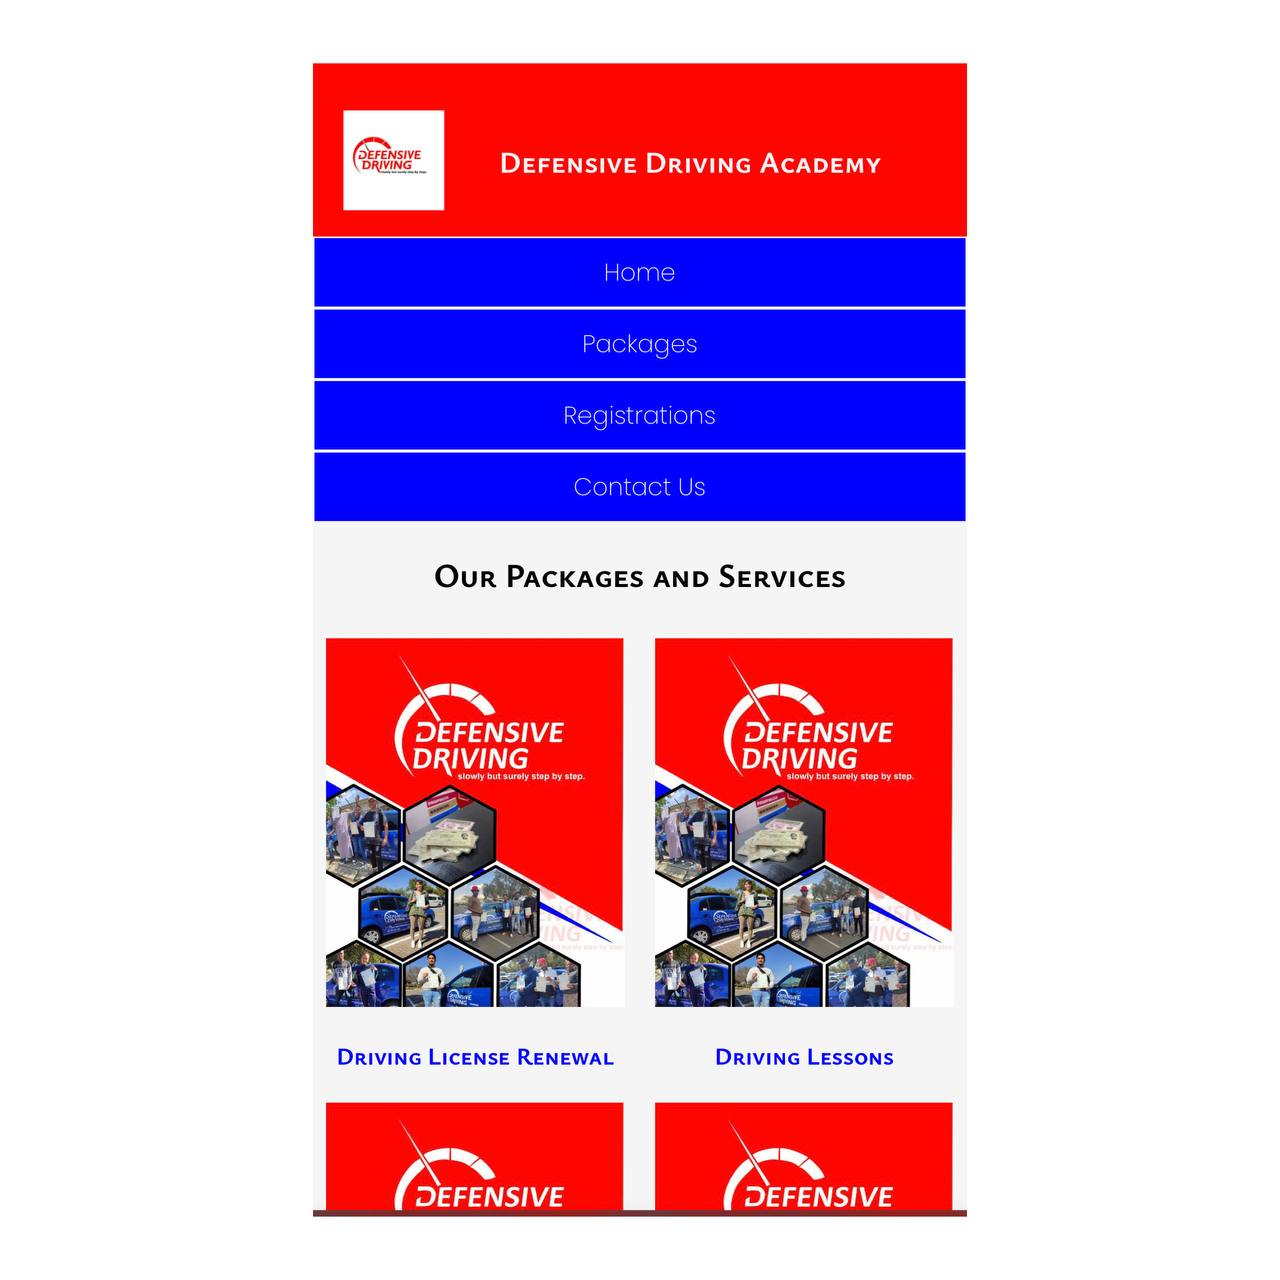 DEFENSIVE
DRIVING
slowly but surely step by step.
Defensive Driving Academy
Home
Packages
Registrations
Contact Us
Our Packages and Services
DEFENSIVE
DRIVING
slowly but surely step by step.
DEFENSIVE
DRIVING
slowly but surely step by step.
Driving License Renewal
Driving Lessons
DEFENSIVE
DEFENSIVE